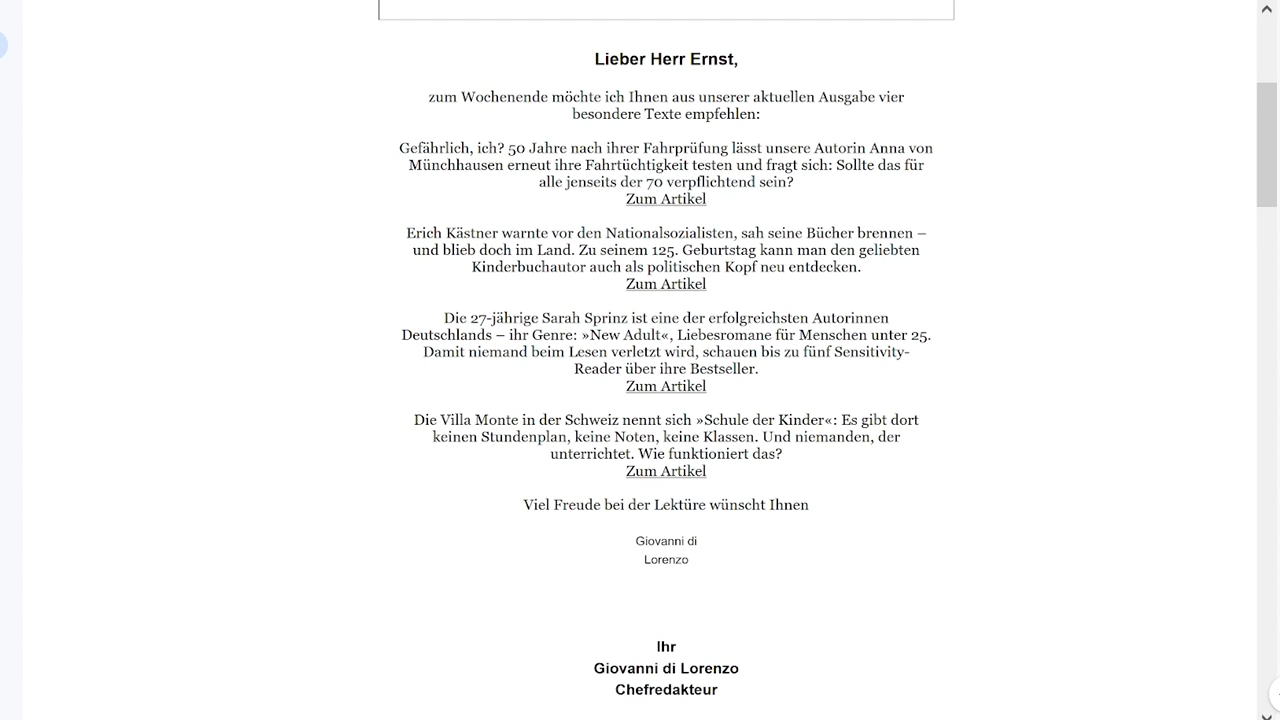 Lieber Herr Ernst,
zum Wochenende möchte ich Ihnen aus unserer aktuellen Ausgabe vier
besondere Texte empfehlen:
Gefährlich, ich? 50 Jahre nach ihrer Fahrprüfung lässt unsere Autorin Anna von
Münchhausen erneut ihre Fahrtüchtigkeit testen und fragt sich: Sollte das für
alle jenseits der 70 verpflichtend sein?
Zum Artikel
Erich Kästner warnte vor den Nationalsozialisten, sah seine Bücher brennen –
und blieb doch im Land. Zu seinem 125. Geburtstag kann man den geliebten
Kinderbuchautor auch als politischen Kopf neu entdecken.
Zum Artikel
Die 27-jährige Sarah Sprinz ist eine der erfolgreichsten Autorinnen
Deutschlands – ihr Genre: »New Adult«, Liebesromane für Menschen unter 25.
Damit niemand beim Lesen verletzt wird, schauen bis zu fünf Sensitivity-
Reader über ihre Bestseller.
Zum Artikel
Die Villa Monte in der Schweiz nennt sich »Schule der Kinder«: Es gibt dort
keinen Stundenplan, keine Noten, keine Klassen. Und niemanden, der
unterrichtet. Wie funktioniert das?
Zum Artikel
Viel Freude bei der Lektüre wünscht Ihnen
Giovanni di
Lorenzo
Ihr
Giovanni di Lorenzo
Chefredakteur